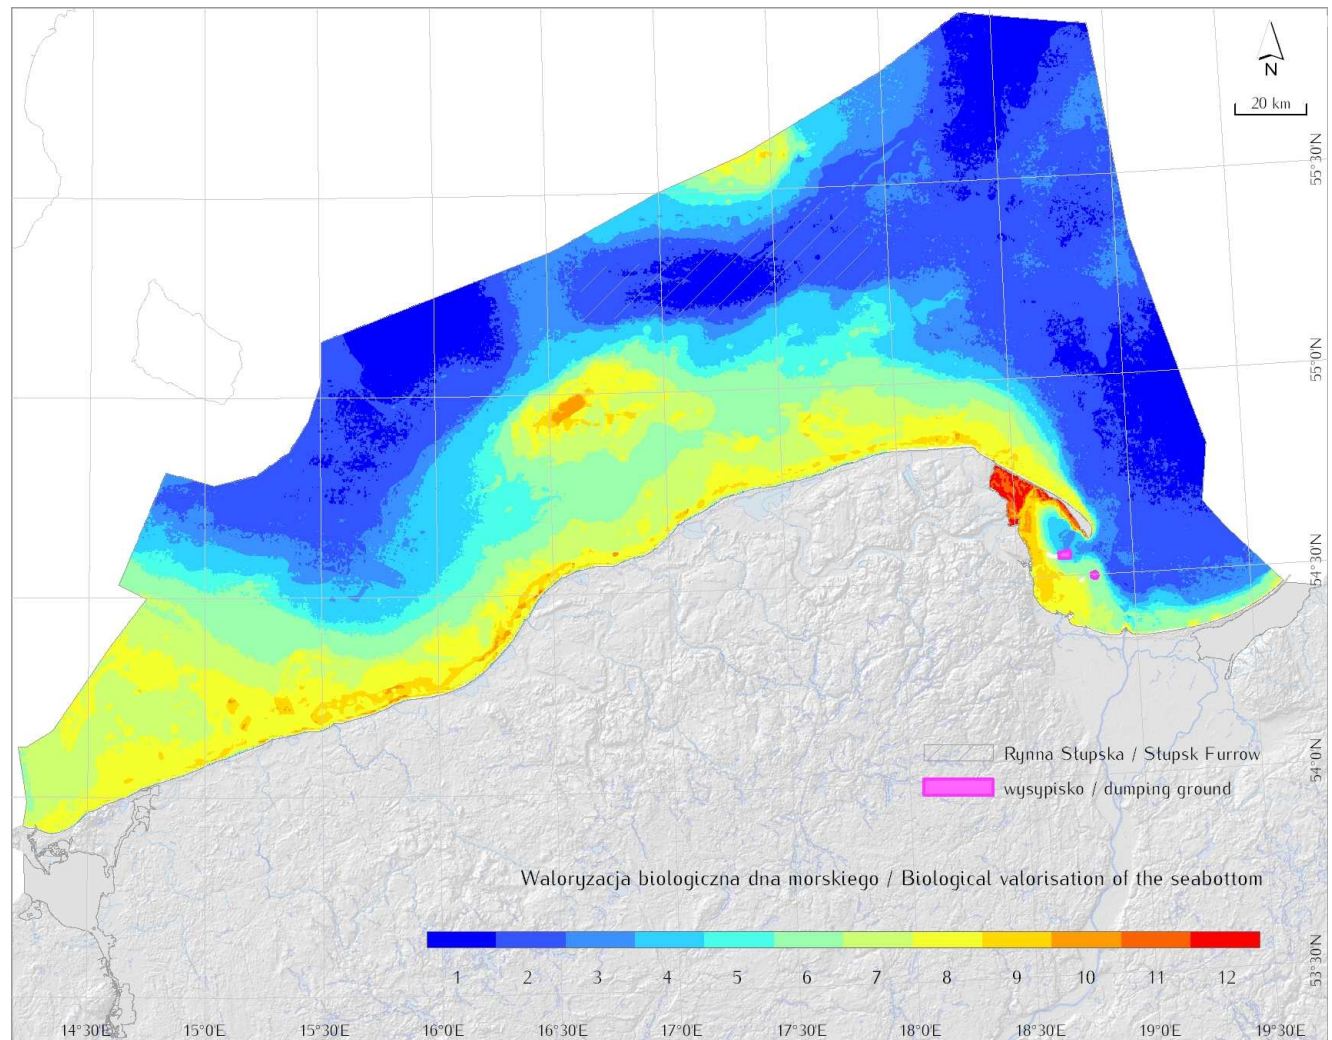 N
20 km
55°30'N
55°0'N
54°30'N
54°0'N
53°30'N
Rynna Słupska / Słupsk Furrow
wysypisko / dumping ground
Waloryzacja biologiczna dna morskiego / Biological valorisation of the seabottom
1 2 3 4 5 6 7 8 9 10 11 12
14°30'E 15°0'E 15°30'E 16°0'E 16°30'E 17°0'E 17°30'E 18°0'E 18°30'E 19°0'E 19°30'E